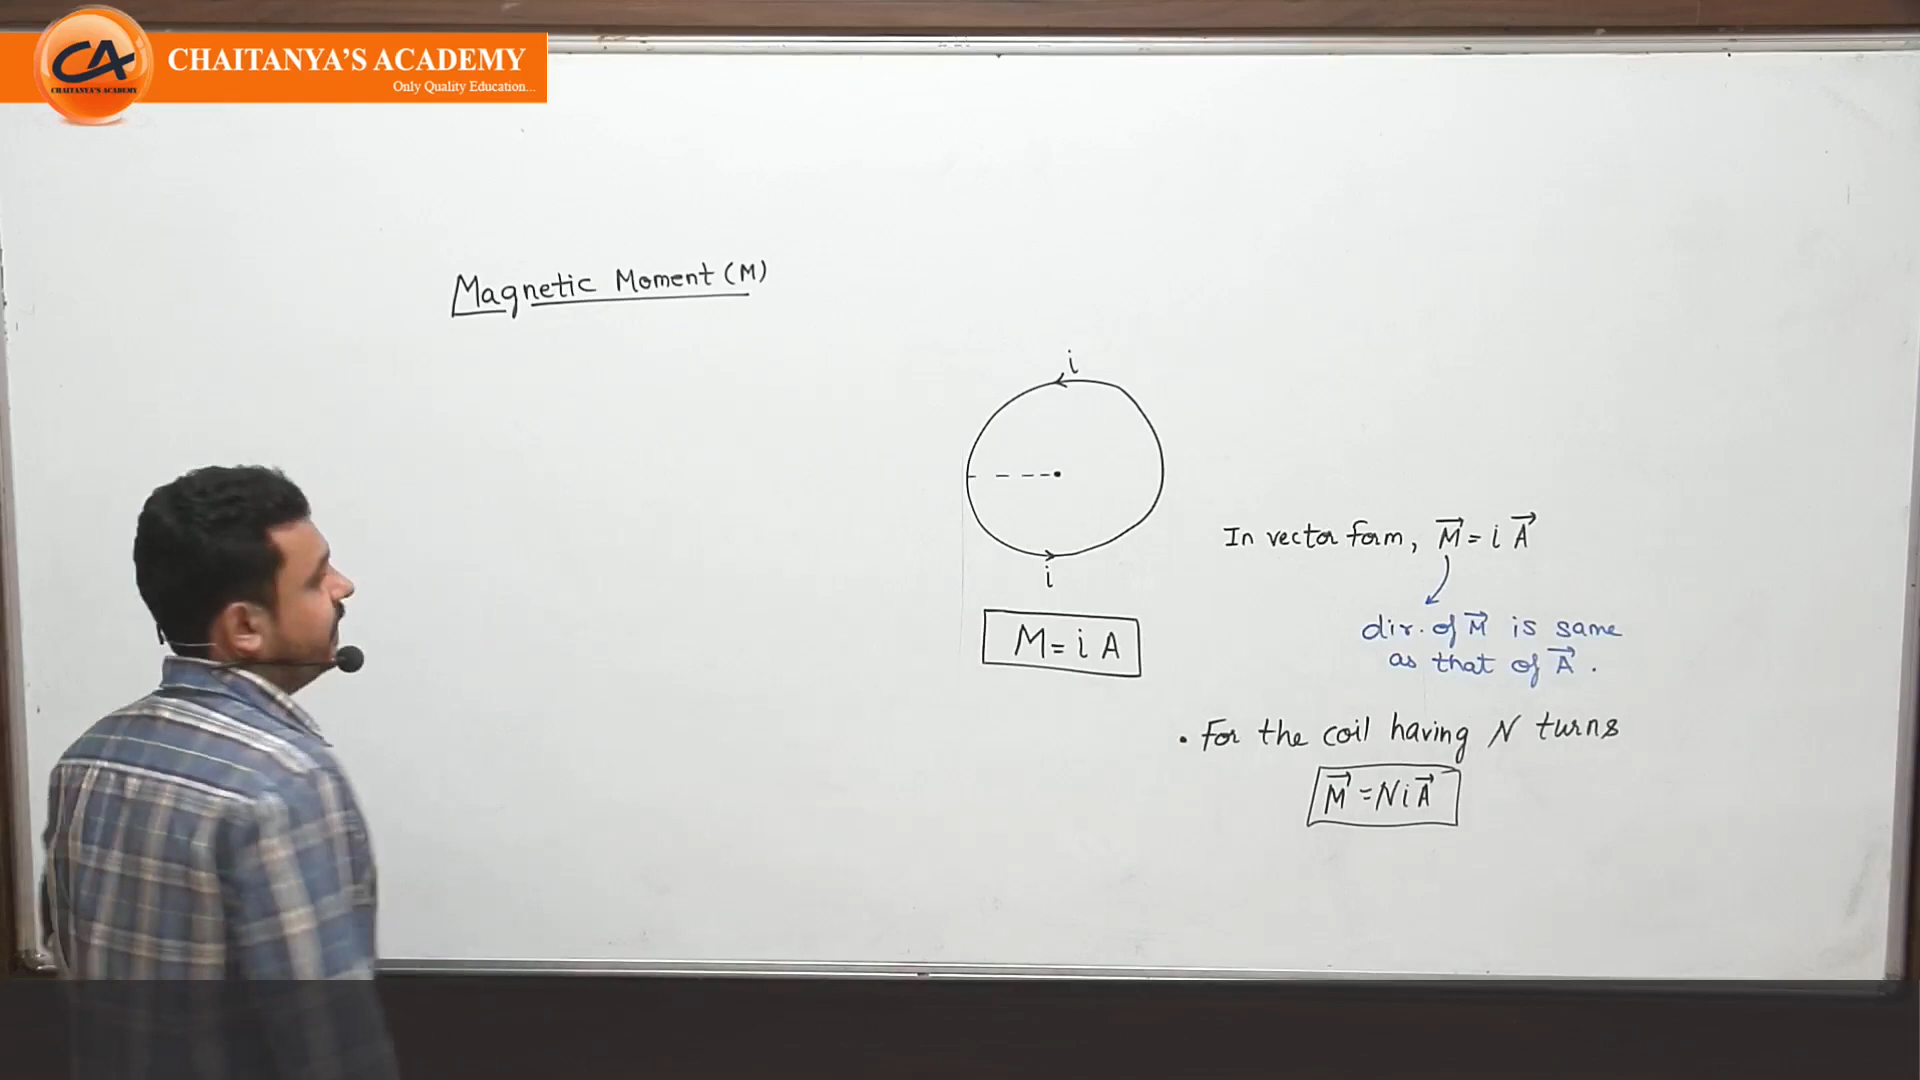 CA
CHAITANYA'S ACADEMY
CHAITANYA'S ACADEMY
Only Quality Education...
Magnetic Moment (M)
i
i
M = i A
In vector form, M⃗ = i A⃗
dir. of M⃗ is same
as that of A⃗ .
• For the coil having N turns
M⃗ = N i A⃗